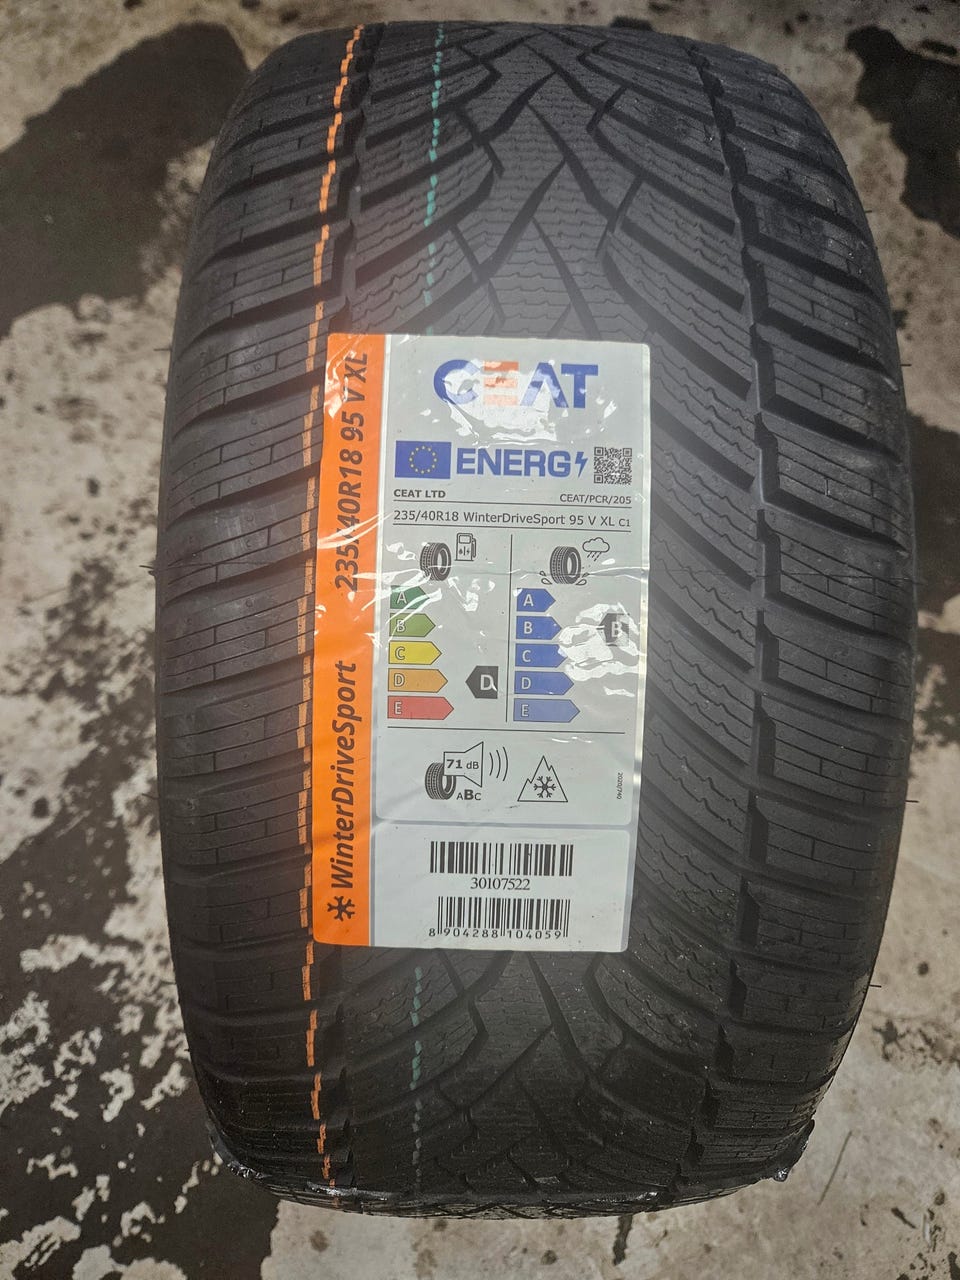 235/40R18 95 V XL
WinterDriveSport
CEAT
ENERG
CEAT LTD
CEAT/PCR/205
235/40R18 WinterDriveSport 95 V XL C1
A
B
C
D
E
D
A
B
C
D
E
B
71 dB
ABC
2020/740
30107522
8 904288 104059